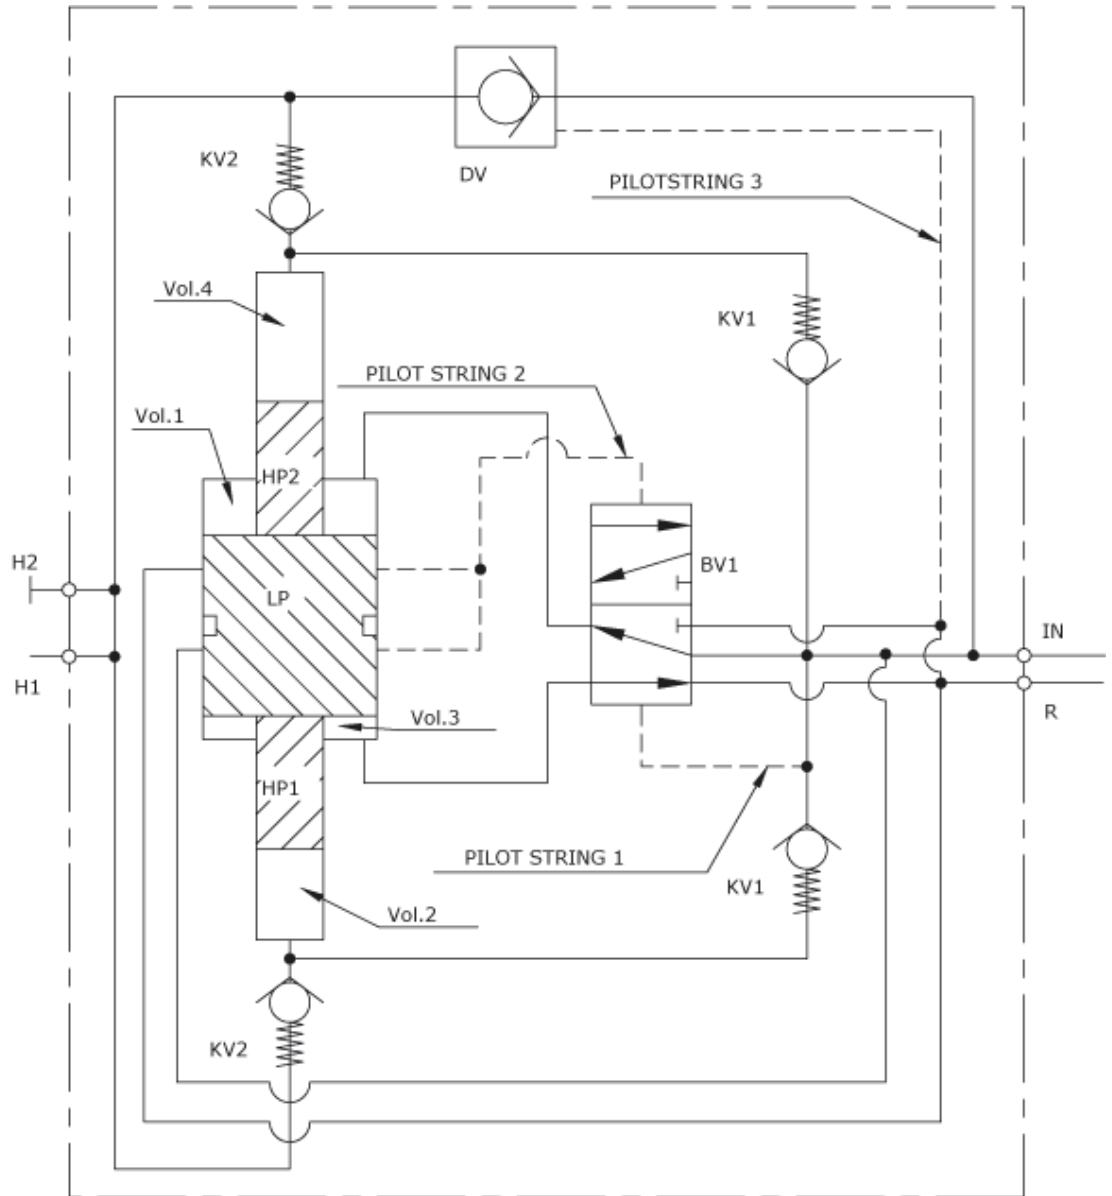 KV2
DV
PILOTSTRING 3
Vol.4
KV1
PILOT STRING 2
Vol.1
HP2
H2
BV1
LP
IN
H1
Vol.3
R
HP1
PILOT STRING 1
KV1
Vol.2
KV2